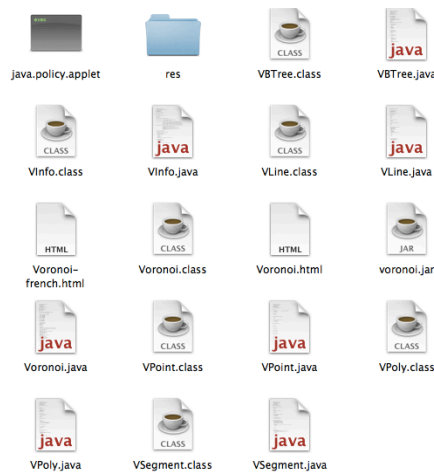 java.policy.applet
res
VBTree.class
VBTree.java
CLASS
java
VInfo.class
VInfo.java
VLine.class
VLine.java
CLASS
java
CLASS
java
Voronoi-
french.html
Voronoi.class
Voronoi.html
voronoi.jar
HTML
CLASS
HTML
JAR
Voronoi.java
VPoint.class
VPoint.java
VPoly.class
java
CLASS
java
CLASS
VPoly.java
VSegment.class
VSegment.java
java
CLASS
java